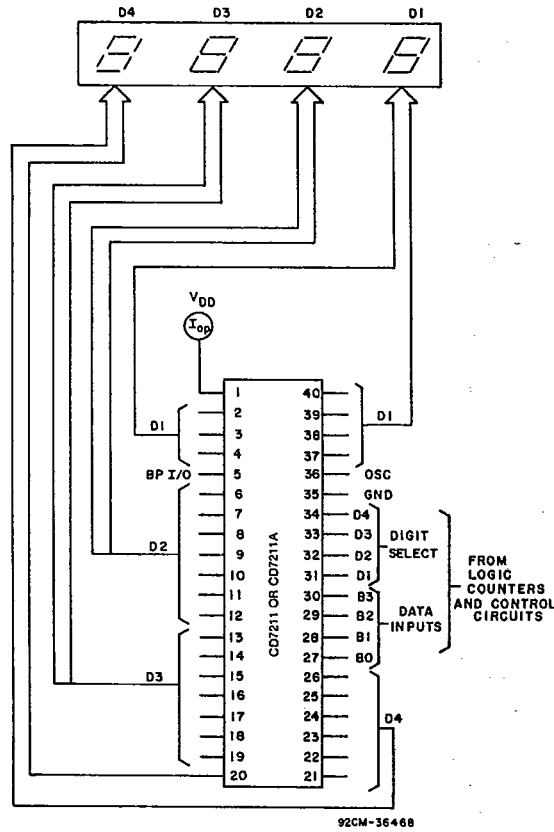 D4 D3 D2 D1
VDD
Iop
1 40
2 39
D1 3 38 D1
4 37
BP I/O 5 36 OSC
6 35 GND
7 34 D4
8 33 D3 DIGIT
D2 9 32 D2 SELECT
10 31 D1
11 30 B3
12 29 B2 DATA
13 28 B1 INPUTS
14 27 B0
FROM
LOGIC
COUNTERS
AND CONTROL
CIRCUITS
D3 15 26
16 25
17 24 D4
18 23
19 22
20 21
CD7211 OR CD7211A
92CM-36468